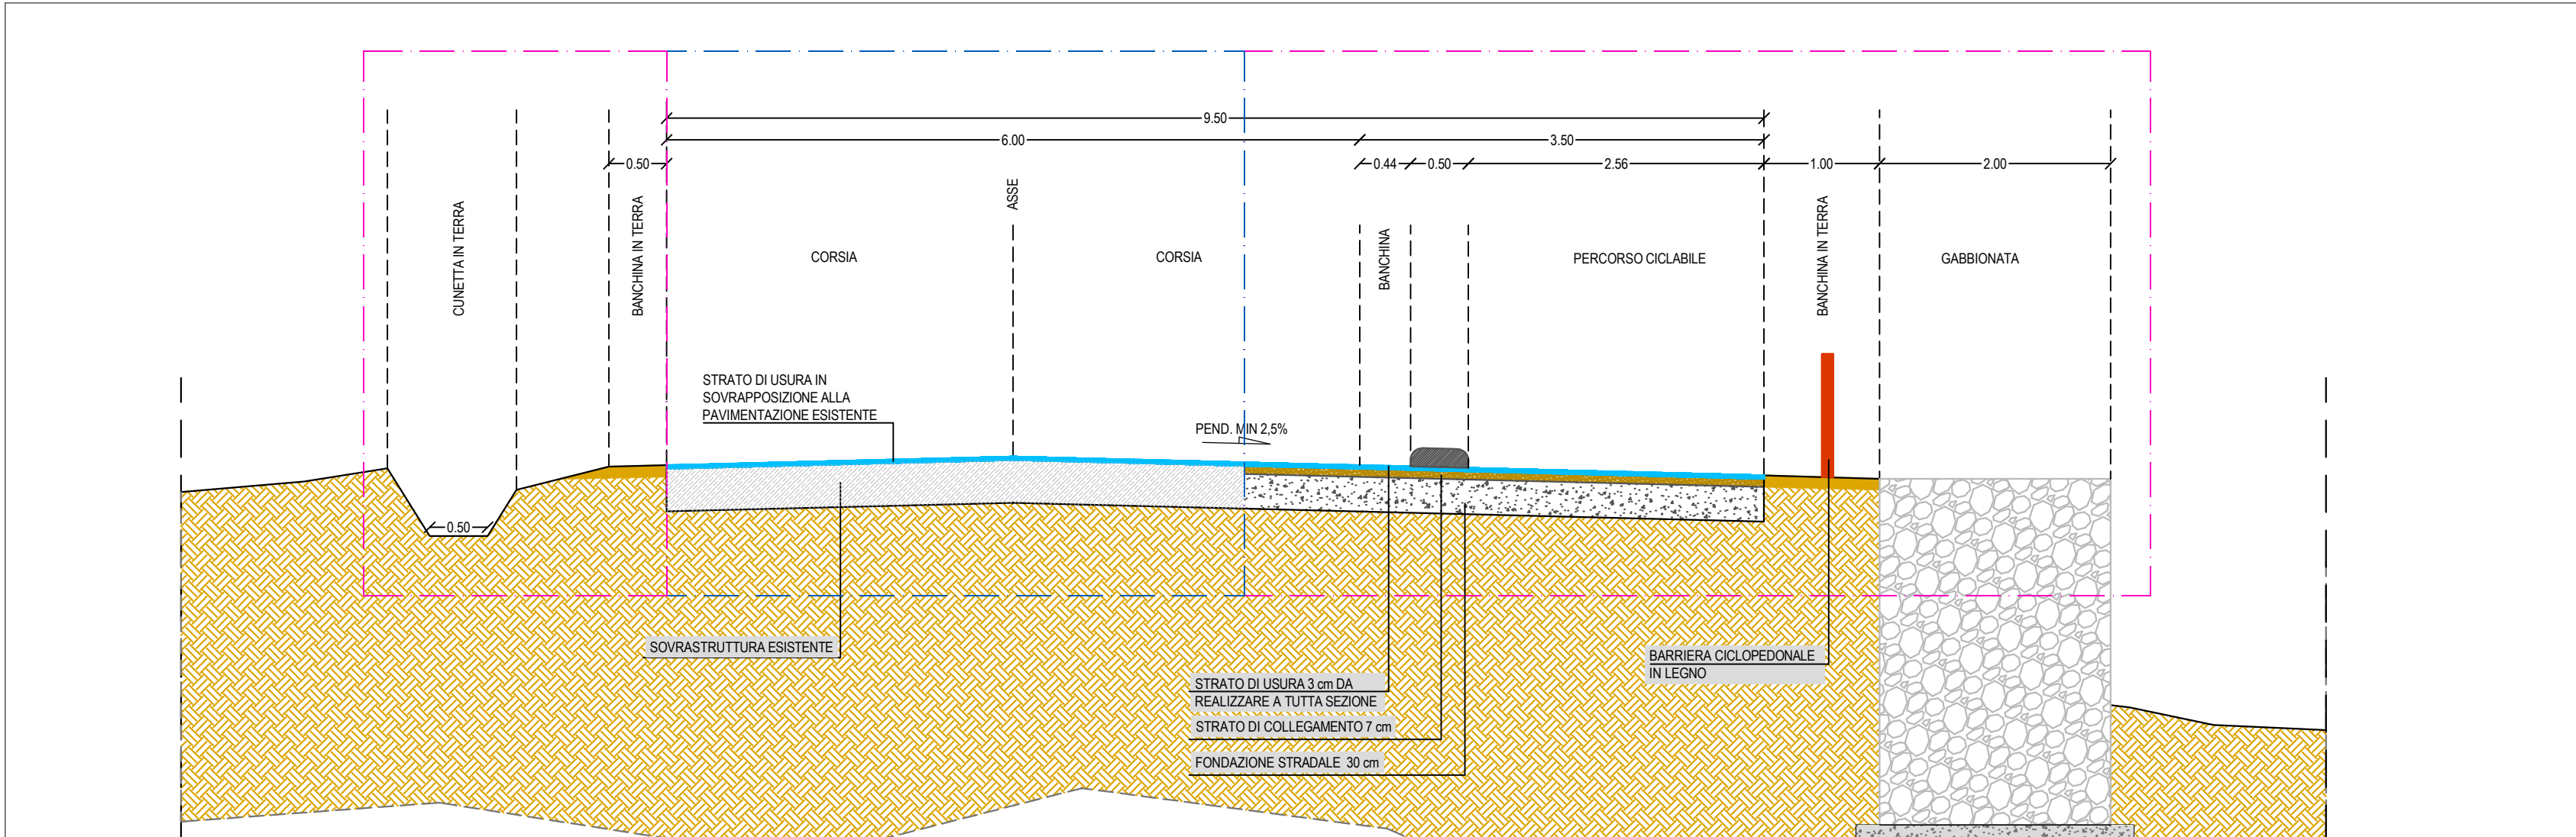 9.50
6.00
3.50
0.50
0.44
0.50
2.56
1.00
2.00
CUNETTA IN TERRA
BANCHINA IN TERRA
CORSIA
ASSE
CORSIA
BANCHINA
PERCORSO CICLABILE
BANCHINA IN TERRA
GABBIONATA
STRATO DI USURA IN
SOVRAPPOSIZIONE ALLA
PAVIMENTAZIONE ESISTENTE
PEND. MIN 2,5%
0.50
SOVRASTRUTTURA ESISTENTE
STRATO DI USURA 3 cm DA
REALIZZARE A TUTTA SEZIONE
STRATO DI COLLEGAMENTO 7 cm
FONDAZIONE STRADALE 30 cm
BARRIERA CICLOPEDONALE
IN LEGNO